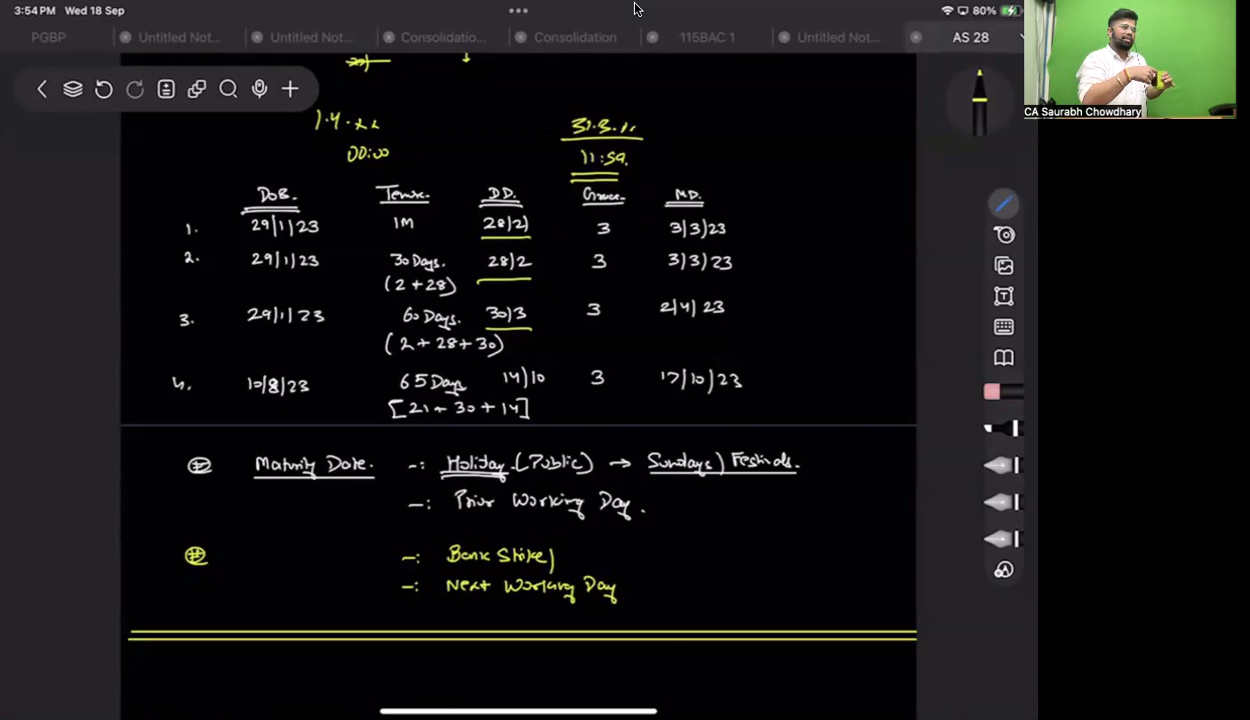 3:54 PM Wed 18 Sep
80%
PGBP
Untitled Not...
Untitled Not...
Consolidatio...
Consolidation
115BAC 1
Untitled Not...
AS 28
CA Saurabh Chowdhary
1.4.xx
00:00
11:59.
DOB. Tenure. DD. Grace. MD.
1. 29/1/23 1M 28/2/ 3 3/3/23
2. 29/1/23 30 Days. 28/2 3 3/3/23
(2 + 28)
3. 29/1/23 60 Days. 30/3 3 2/4/23
(2 + 28 + 30)
4. 10/8/23 65 Days 14/10 3 17/10/23
[21 + 30 + 14]
# Maturity Date. -: Holiday. (Public) → Sundays/ Festivals.
-: Prior Working Day.
# -: Bank Strike/
-: Next Working Day